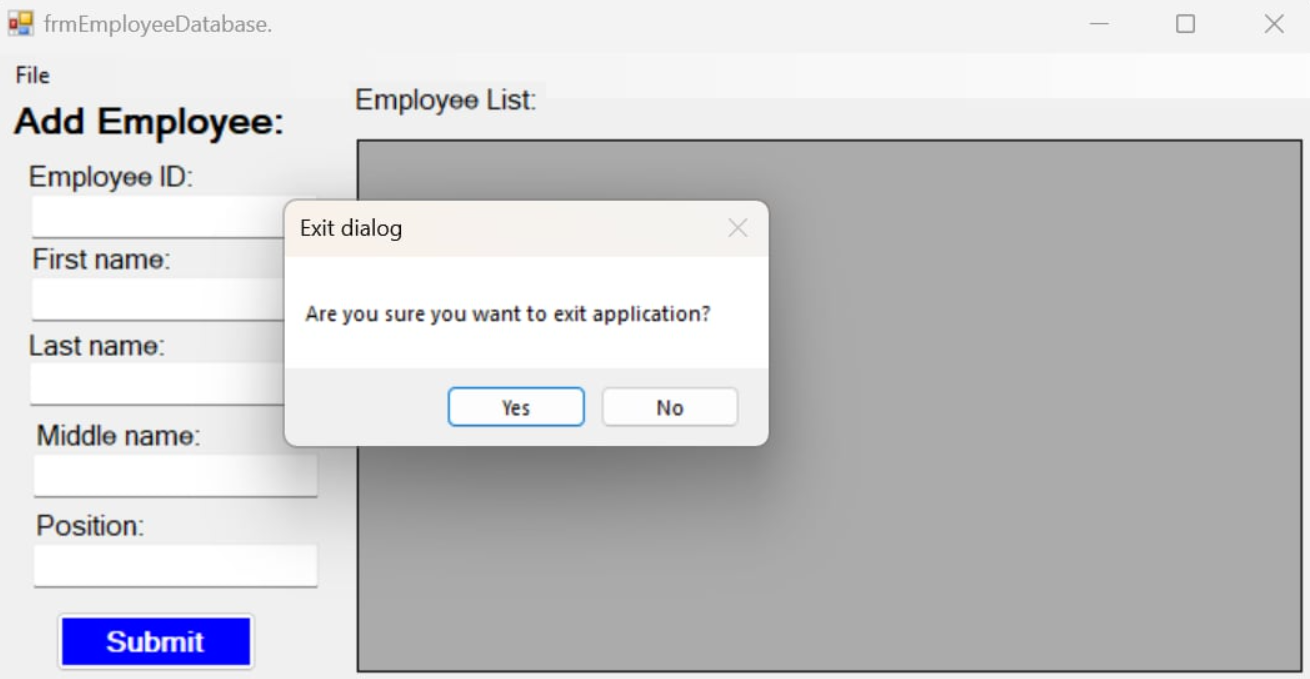 frmEmployeeDatabase.
File
Add Employee:
Employee ID:
First name:
Last name:
Middle name:
Position:
Submit
Employee List:
Exit dialog
Are you sure you want to exit application?
Yes No